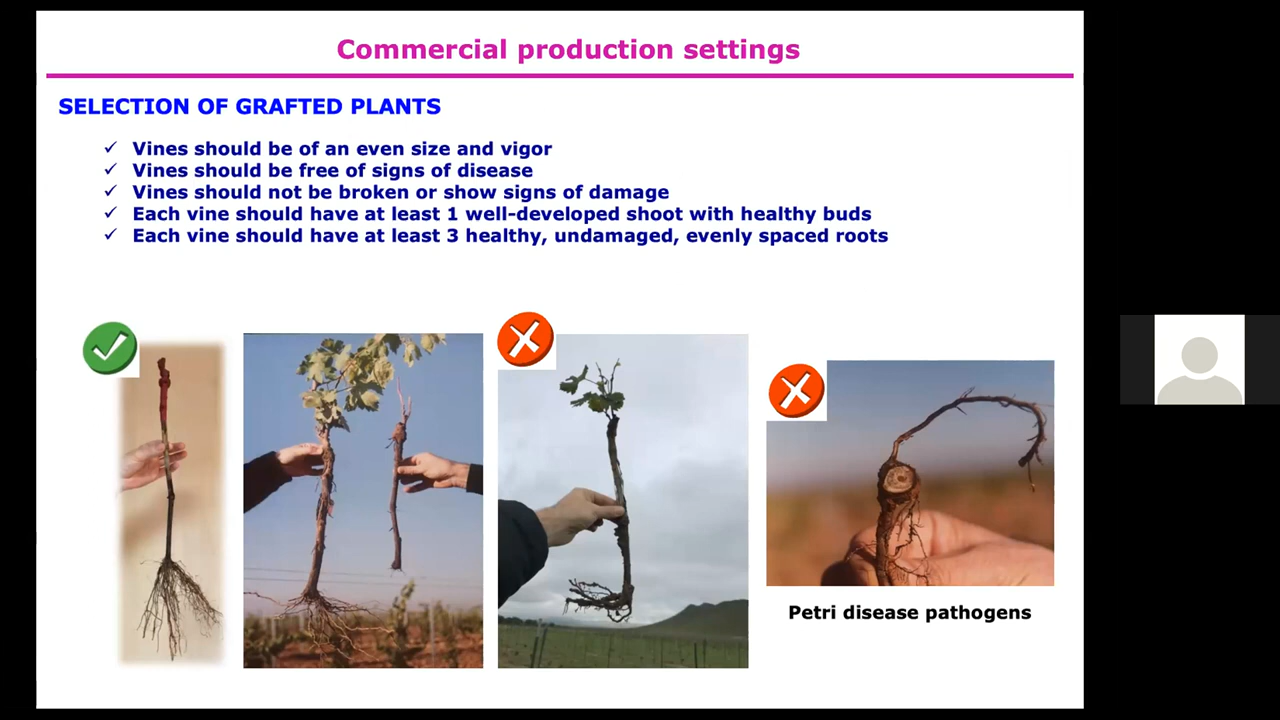 Commercial production settings
SELECTION OF GRAFTED PLANTS
✓ Vines should be of an even size and vigor
✓ Vines should be free of signs of disease
✓ Vines should not be broken or show signs of damage
✓ Each vine should have at least 1 well-developed shoot with healthy buds
✓ Each vine should have at least 3 healthy, undamaged, evenly spaced roots
Petri disease pathogens